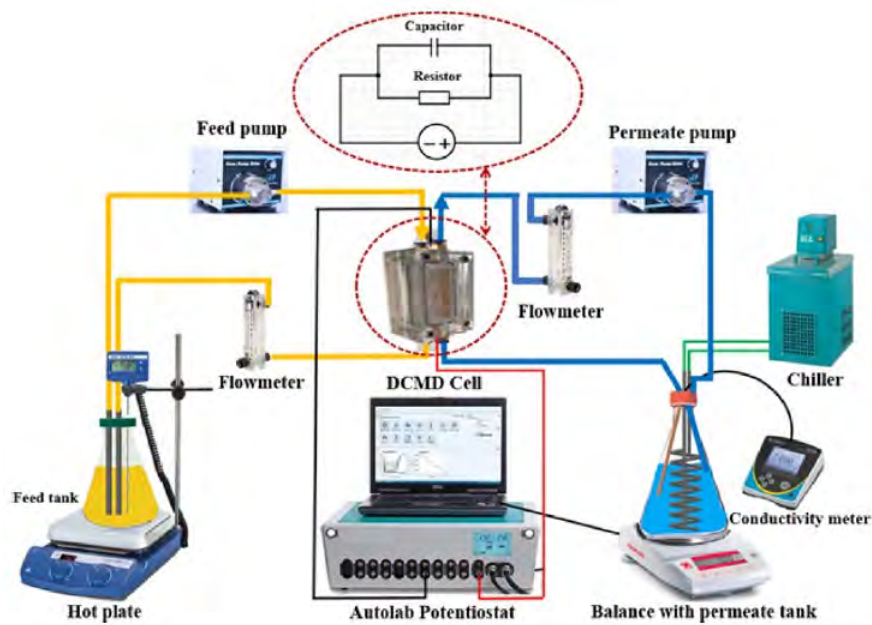 Capacitor
Resistor
Feed pump
Permeate pump
Flowmeter
Flowmeter
DCMD Cell
Chiller
Feed tank
Conductivity meter
Hot plate
Autolab Potentiostat
Balance with permeate tank